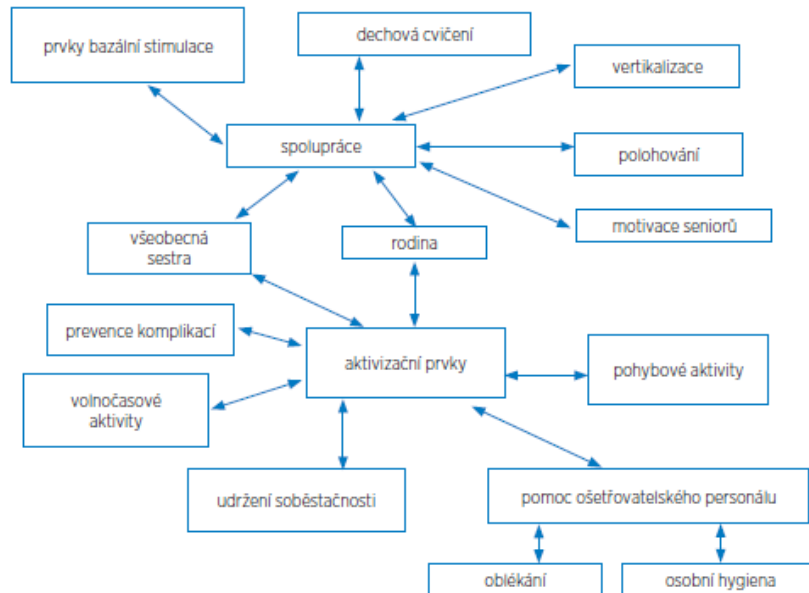 prvky bazální stimulace
dechová cvičení
vertikalizace
spolupráce
polohování
motivace seniorů
všeobecná
sestra
rodina
prevence komplikací
aktivizační prvky
pohybové aktivity
volnočasové
aktivity
udržení soběstačnosti
pomoc ošetřovatelského personálu
oblékání
osobní hygiena